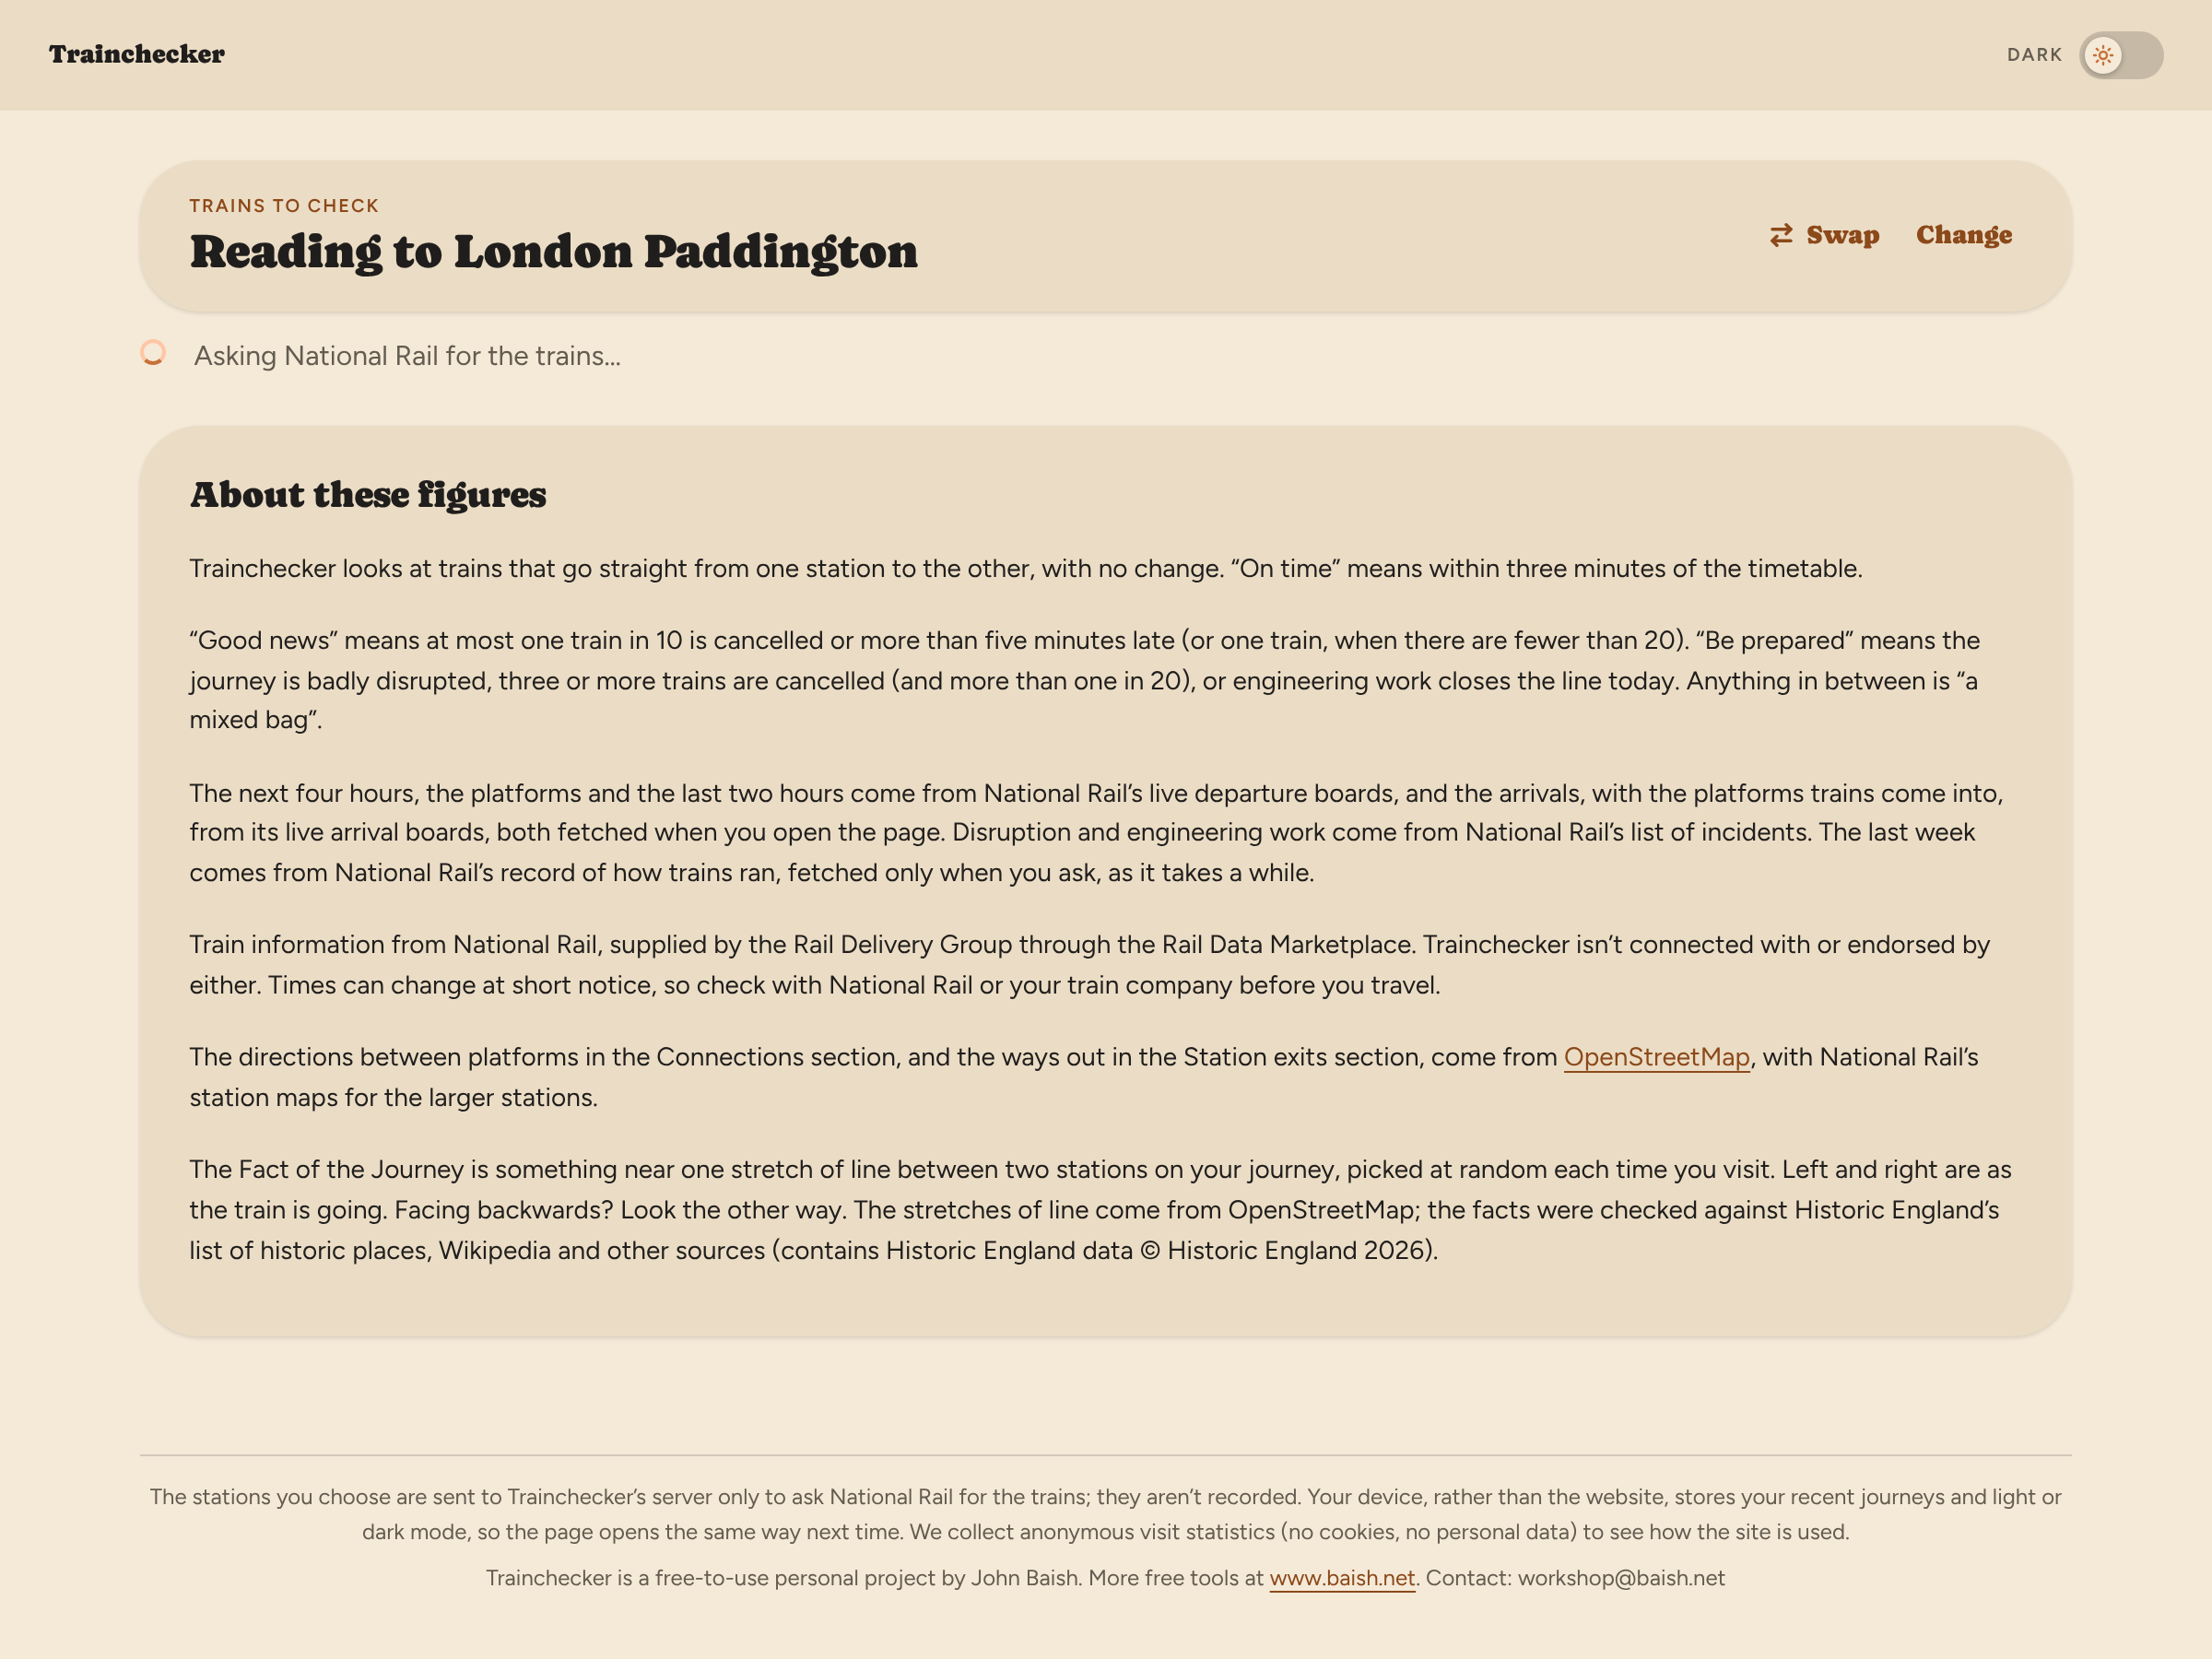 Trainchecker
DARK
TRAINS TO CHECK
Reading to London Paddington
Swap
Change
Asking National Rail for the trains...
About these figures
Trainchecker looks at trains that go straight from one station to the other, with no change. “On time” means within three minutes of the timetable.
“Good news” means at most one train in 10 is cancelled or more than five minutes late (or one train, when there are fewer than 20). “Be prepared” means the
journey is badly disrupted, three or more trains are cancelled (and more than one in 20), or engineering work closes the line today. Anything in between is “a
mixed bag”.
The next four hours, the platforms and the last two hours come from National Rail’s live departure boards, and the arrivals, with the platforms trains come into,
from its live arrival boards, both fetched when you open the page. Disruption and engineering work come from National Rail’s list of incidents. The last week
comes from National Rail’s record of how trains ran, fetched only when you ask, as it takes a while.
Train information from National Rail, supplied by the Rail Delivery Group through the Rail Data Marketplace. Trainchecker isn’t connected with or endorsed by
either. Times can change at short notice, so check with National Rail or your train company before you travel.
The directions between platforms in the Connections section, and the ways out in the Station exits section, come from OpenStreetMap, with National Rail’s
station maps for the larger stations.
The Fact of the Journey is something near one stretch of line between two stations on your journey, picked at random each time you visit. Left and right are as
the train is going. Facing backwards? Look the other way. The stretches of line come from OpenStreetMap; the facts were checked against Historic England’s
list of historic places, Wikipedia and other sources (contains Historic England data © Historic England 2026).
The stations you choose are sent to Trainchecker’s server only to ask National Rail for the trains; they aren’t recorded. Your device, rather than the website, stores your recent journeys and light or
dark mode, so the page opens the same way next time. We collect anonymous visit statistics (no cookies, no personal data) to see how the site is used.
Trainchecker is a free-to-use personal project by John Baish. More free tools at www.baish.net. Contact: workshop@baish.net